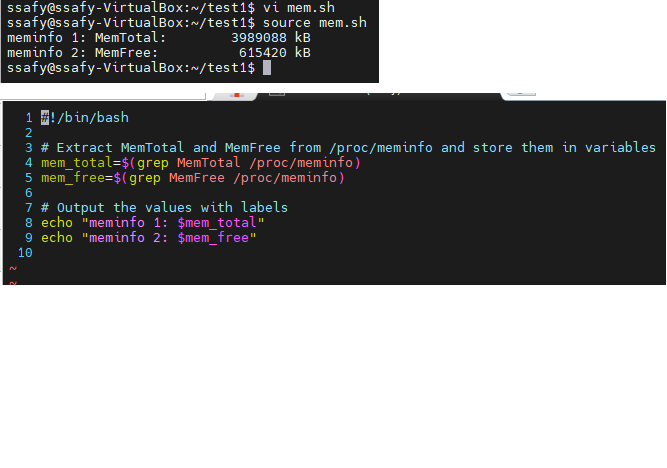 ssafy@ssafy-VirtualBox:~/test1$ vi mem.sh
ssafy@ssafy-VirtualBox:~/test1$ source mem.sh
meminfo 1: MemTotal:        3989088 kB
meminfo 2: MemFree:          615420 kB
ssafy@ssafy-VirtualBox:~/test1$
1 #!/bin/bash
2
3 # Extract MemTotal and MemFree from /proc/meminfo and store them in variables
4 mem_total=$(grep MemTotal /proc/meminfo)
5 mem_free=$(grep MemFree /proc/meminfo)
6
7 # Output the values with labels
8 echo "meminfo 1: $mem_total"
9 echo "meminfo 2: $mem_free"
10
~
~